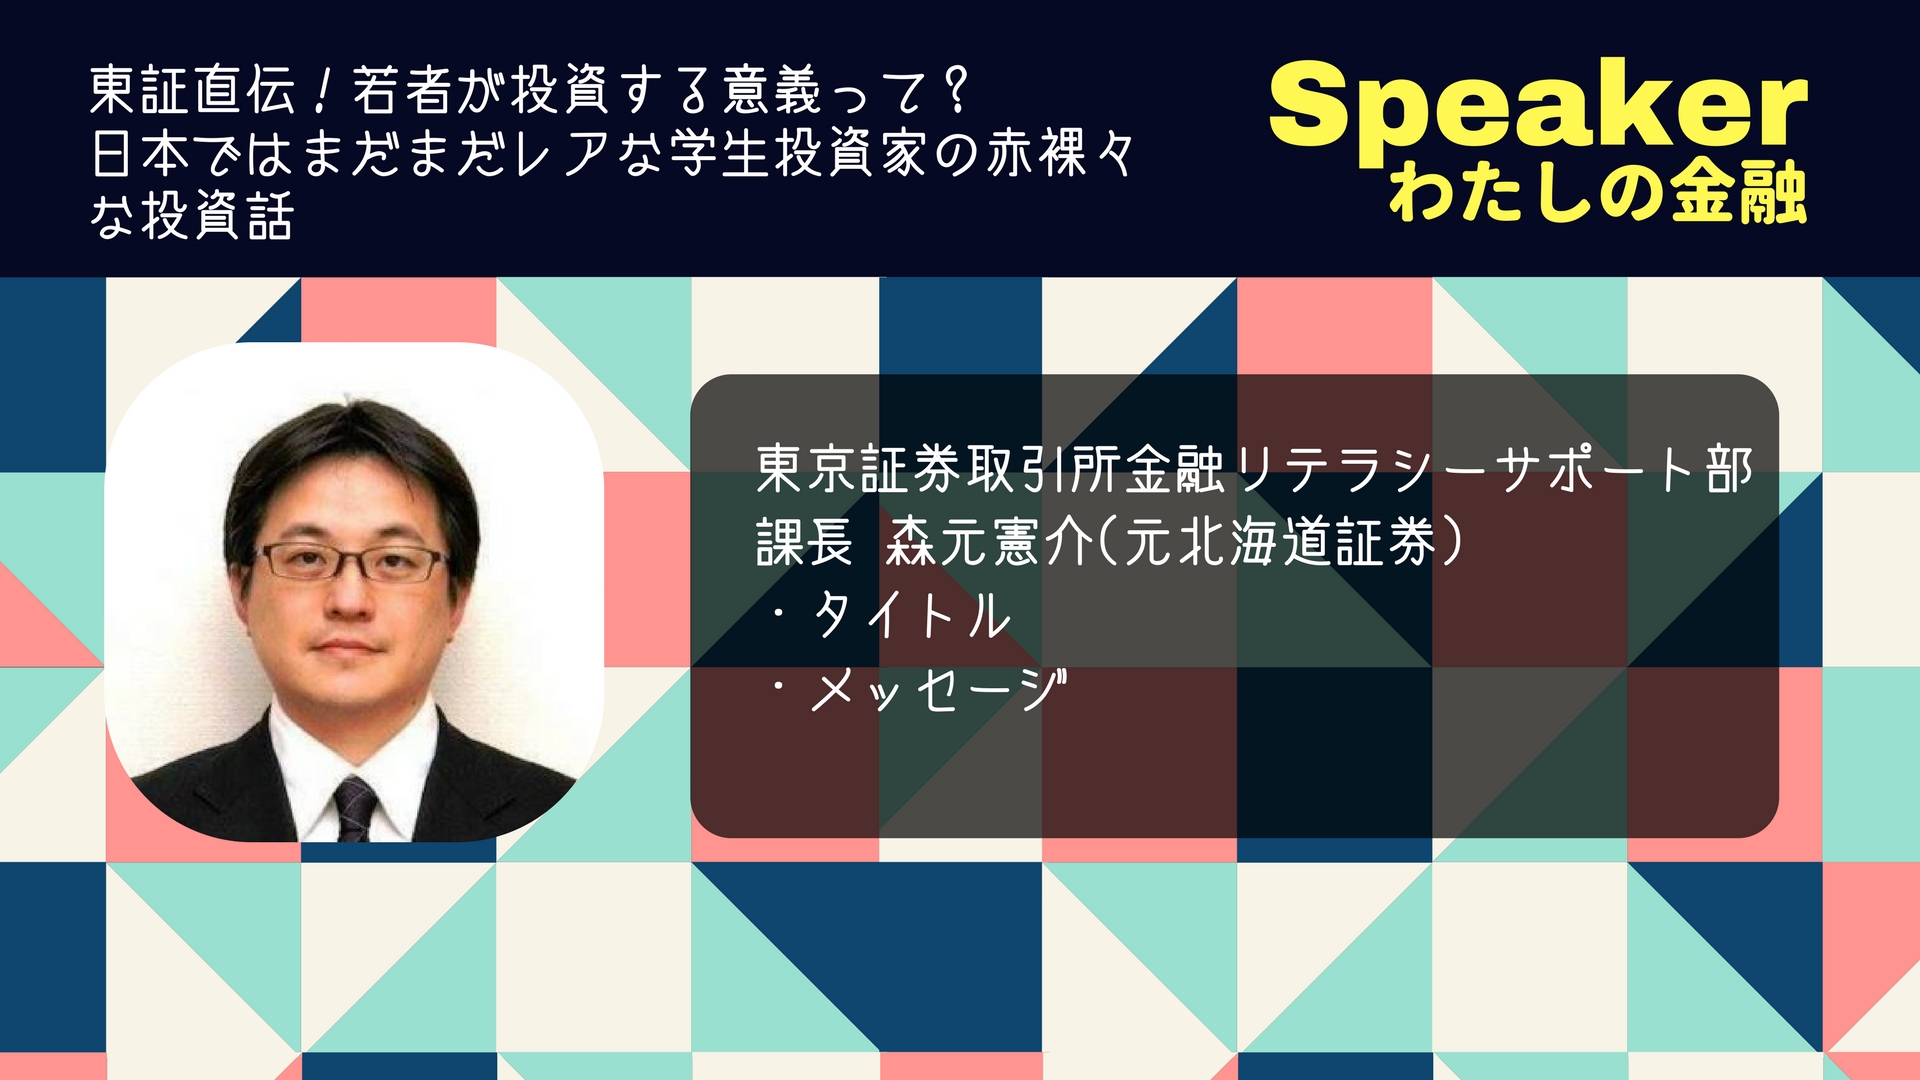 東証直伝！若者が投資する意義って？
日本ではまだまだレアな学生投資家の赤裸々
な投資話
Speaker
わたしの金融
東京証券取引所金融リテラシーサポート部
課長 森元憲介(元北海道証券)
・タイトル
・メッセージ